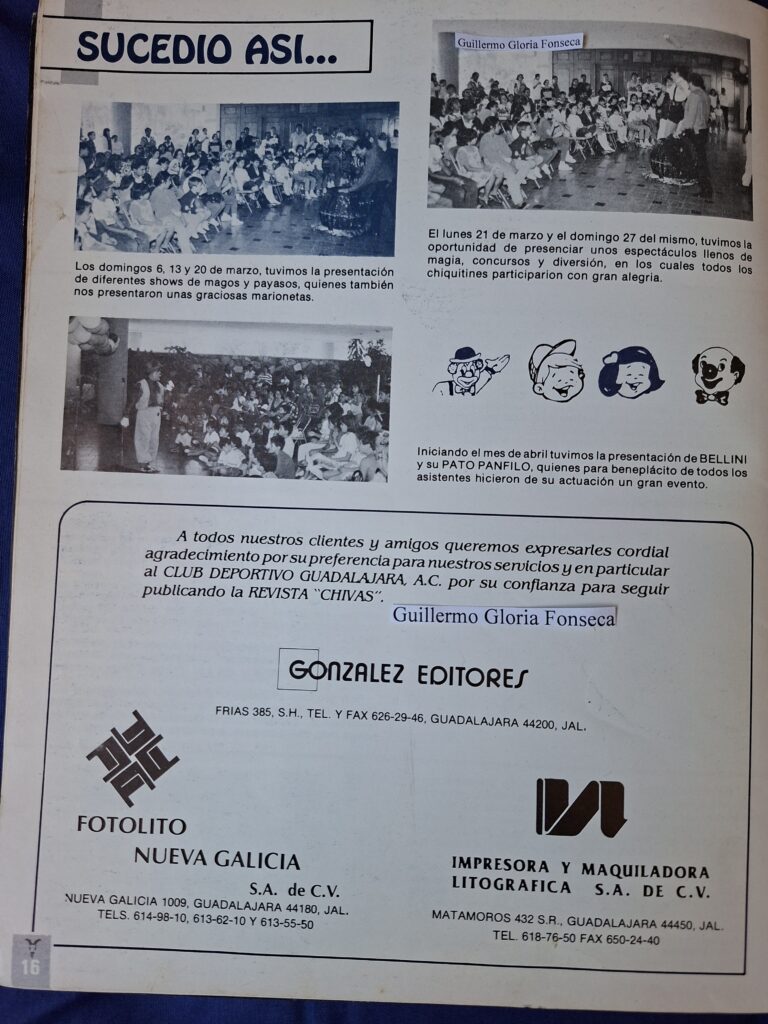 SUCEDIO ASI...
Guillermo Gloria Fonseca
Los domingos 6, 13 y 20 de marzo, tuvimos la presentación
de diferentes shows de magos y payasos, quienes también
nos presentaron unas graciosas marionetas.
El lunes 21 de marzo y el domingo 27 del mismo, tuvimos la
oportunidad de presenciar unos espectáculos llenos de
magia, concursos y diversión, en los cuales todos los
chiquitines participarion con gran alegria.
Iniciando el mes de abril tuvimos la presentación de BELLINI
y su PATO PANFILO, quienes para beneplácito de todos los
asistentes hicieron de su actuación un gran evento.
A todos nuestros clientes y amigos queremos expresarles cordial
agradecimiento por su preferencia para nuestros servicios y en particular
al CLUB DEPORTIVO GUADALAJARA, A.C. por su confianza para seguir
publicando la REVISTA "CHIVAS".
Guillermo Gloria Fonseca
GONZALEZ EDITORES
FRIAS 385, S.H., TEL. Y FAX 626-29-46, GUADALAJARA 44200, JAL.
FOTOLITO
NUEVA GALICIA
S.A. de C.V.
NUEVA GALICIA 1009, GUADALAJARA 44180, JAL.
TELS. 614-98-10, 613-62-10 Y 613-55-50
IMPRESORA Y MAQUILADORA
LITOGRAFICA S.A. DE C.V.
MATAMOROS 432 S.R., GUADALAJARA 44450, JAL.
TEL. 618-76-50 FAX 650-24-40
16